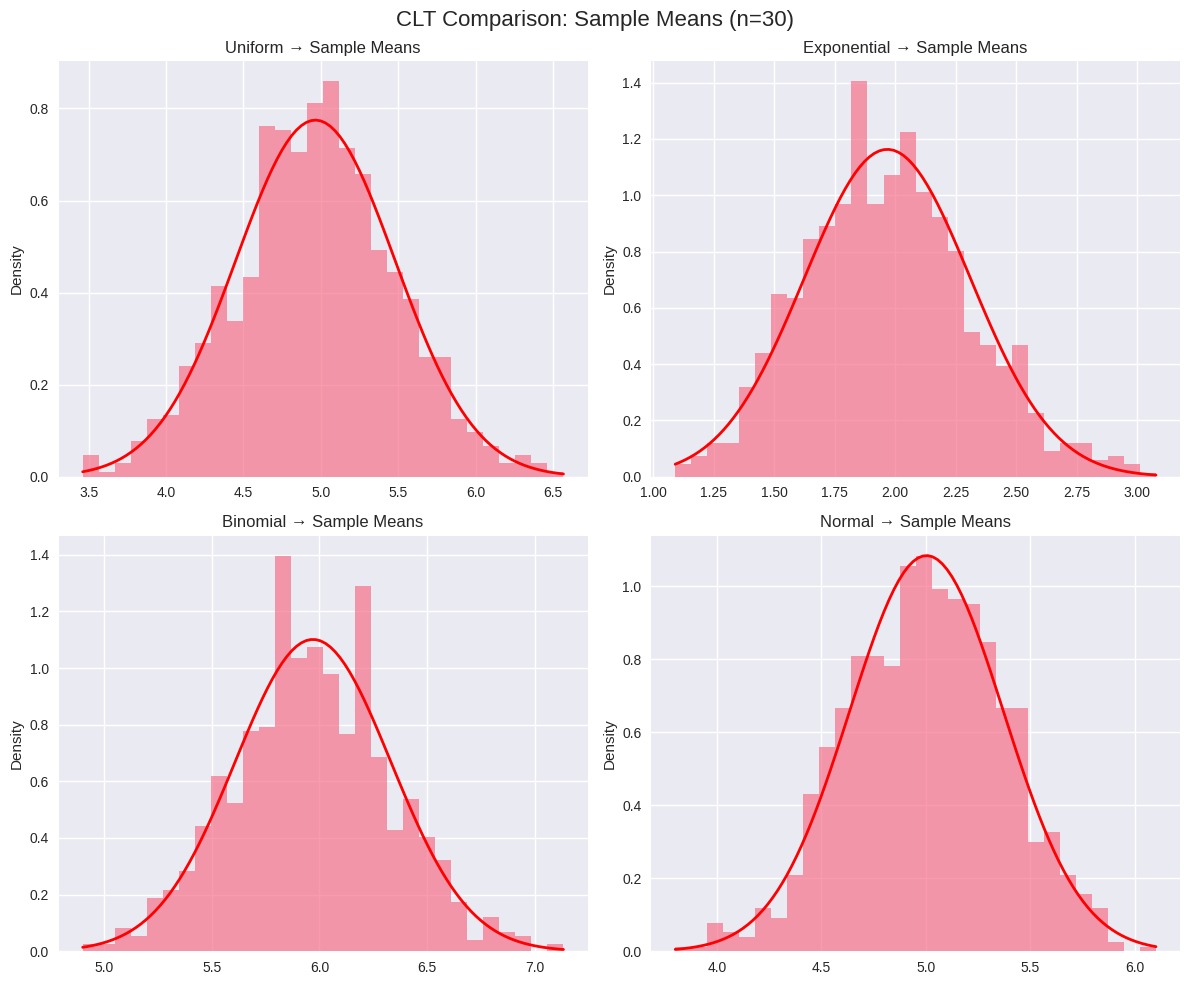 CLT Comparison: Sample Means (n=30)
Uniform → Sample Means
Density
0.8
0.6
0.4
0.2
0.0
3.5 4.0 4.5 5.0 5.5 6.0 6.5
Exponential → Sample Means
Density
1.4
1.2
1.0
0.8
0.6
0.4
0.2
0.0
1.00 1.25 1.50 1.75 2.00 2.25 2.50 2.75 3.00
Binomial → Sample Means
Density
1.4
1.2
1.0
0.8
0.6
0.4
0.2
0.0
5.0 5.5 6.0 6.5 7.0
Normal → Sample Means
Density
1.0
0.8
0.6
0.4
0.2
0.0
4.0 4.5 5.0 5.5 6.0